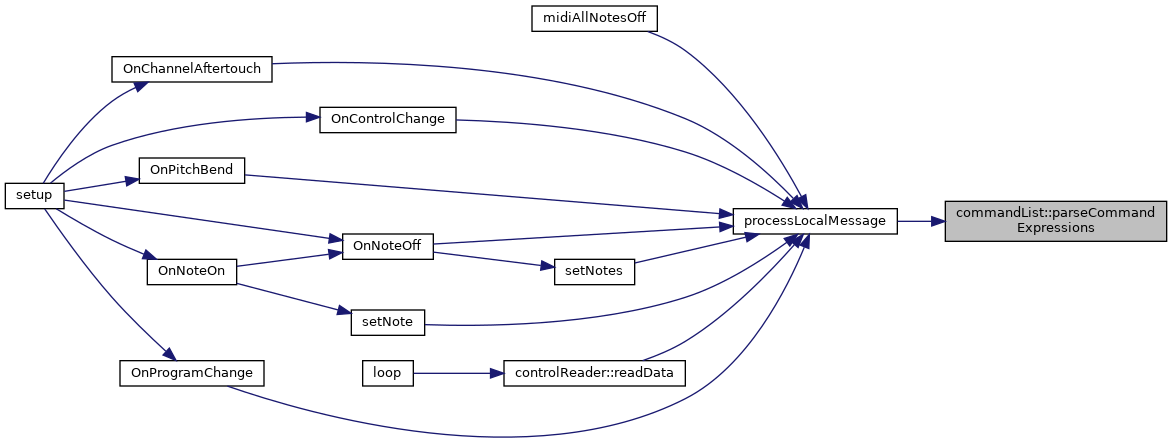 midiAllNotesOff
OnChannelAftertouch
OnControlChange
OnPitchBend
setup
processLocalMessage
commandList::parseCommand
Expressions
OnNoteOff
OnNoteOn
setNotes
setNote
OnProgramChange
loop
controlReader::readData